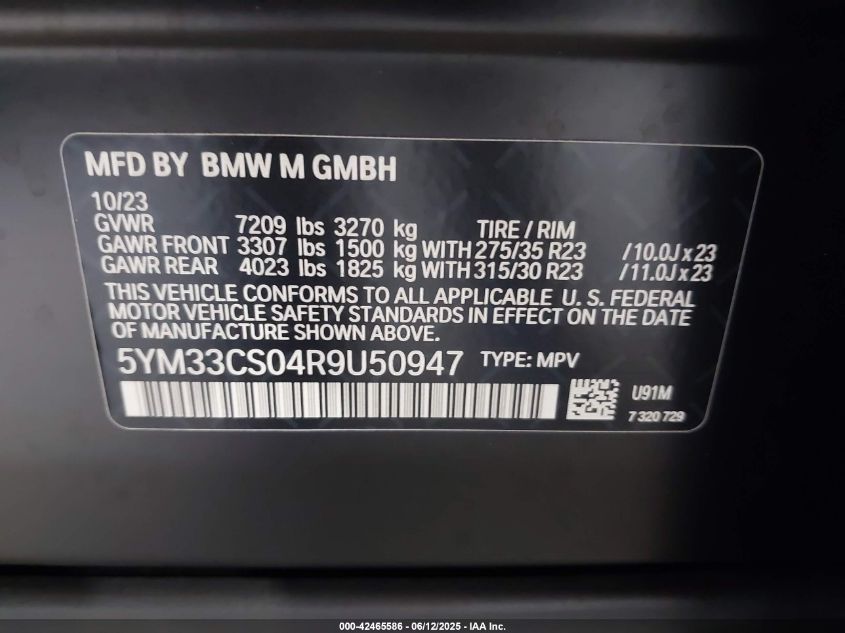 MFD BY BMW M GMBH
10/23
GVWR 7209 lbs 3270 kg TIRE / RIM
GAWR FRONT 3307 lbs 1500 kg WITH 275/35 R23 /10.0J x 23
GAWR REAR 4023 lbs 1825 kg WITH 315/30 R23 /11.0J x 23
THIS VEHICLE CONFORMS TO ALL APPLICABLE U. S. FEDERAL
MOTOR VEHICLE SAFETY STANDARDS IN EFFECT ON THE DATE
OF MANUFACTURE SHOWN ABOVE.
5YM33CS04R9U50947 TYPE: MPV
U91M
7 320 729
000-42465586 - 06/12/2025 - IAA Inc.